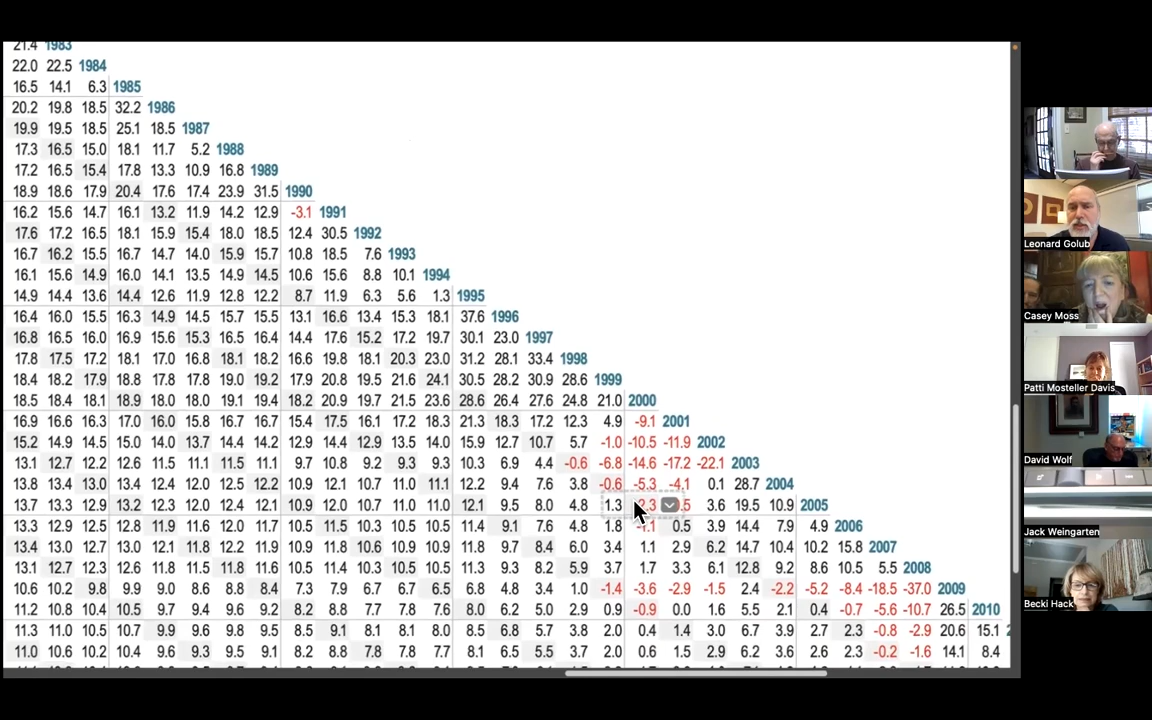 21.4 1983
22.0 22.5 1984
16.5 14.1 6.3 1985
20.2 19.8 18.5 32.2 1986
19.9 19.5 18.5 25.1 18.5 1987
17.3 16.5 15.0 18.1 11.7 5.2 1988
17.2 16.5 15.4 17.8 13.3 10.9 16.8 1989
18.9 18.6 17.9 20.4 17.6 17.4 23.9 31.5 1990
16.2 15.6 14.7 16.1 13.2 11.9 14.2 12.9 -3.1 1991
17.6 17.2 16.5 18.1 15.9 15.4 18.0 18.5 12.4 30.5 1992
16.7 16.2 15.5 16.7 14.7 14.0 15.9 15.7 10.8 18.5 7.6 1993
16.1 15.6 14.9 16.0 14.1 13.5 14.9 14.5 10.6 15.6 8.8 10.1 1994
14.9 14.4 13.6 14.4 12.6 11.9 12.8 12.2 8.7 11.9 6.3 5.6 1.3 1995
16.4 16.0 15.5 16.3 14.9 14.5 15.7 15.5 13.1 16.6 13.4 15.3 18.1 37.6 1996
16.8 16.5 16.0 16.9 15.6 15.3 16.5 16.4 14.4 17.6 15.2 17.2 19.7 30.1 23.0 1997
17.8 17.5 17.2 18.1 17.0 16.8 18.1 18.2 16.6 19.8 18.1 20.3 23.0 31.2 28.1 33.4 1998
18.4 18.2 17.9 18.8 17.8 17.8 19.0 19.2 17.9 20.8 19.5 21.6 24.1 30.5 28.2 30.9 28.6 1999
18.5 18.4 18.1 18.9 18.0 18.0 19.1 19.4 18.2 20.9 19.7 21.5 23.6 28.6 26.4 27.6 24.8 21.0 2000
16.9 16.6 16.3 17.0 16.0 15.8 16.7 16.7 15.4 17.5 16.1 17.2 18.3 21.3 18.3 17.2 12.3 4.9 -9.1 2001
15.2 14.9 14.5 15.0 14.0 13.7 14.4 14.2 12.9 14.4 12.9 13.5 14.0 15.9 12.7 10.7 5.7 -1.0 -10.5 -11.9 2002
13.1 12.7 12.2 12.6 11.5 11.1 11.5 11.1 9.7 10.8 9.2 9.3 9.3 10.3 6.9 4.4 -0.6 -6.8 -14.6 -17.2 -22.1 2003
13.8 13.4 13.0 13.4 12.4 12.0 12.5 12.2 10.9 12.1 10.7 11.0 11.1 12.2 9.4 7.6 3.8 -0.6 -5.3 -4.1 0.1 28.7 2004
13.7 13.3 12.9 13.2 12.3 12.0 12.4 12.1 10.9 12.0 10.7 11.0 11.0 12.1 9.5 8.0 4.8 1.3 3.6 19.5 10.9 2005
13.3 12.9 12.5 12.8 11.9 11.6 12.0 11.7 10.5 11.5 10.3 10.5 10.5 11.4 9.1 7.6 4.8 1.8 -1.1 0.5 3.9 14.4 7.9 4.9 2006
13.4 13.0 12.7 13.0 12.1 11.8 12.2 11.9 10.9 11.8 10.6 10.9 10.9 11.8 9.7 8.4 6.0 3.4 1.1 2.9 6.2 14.7 10.4 10.2 15.8 2007
13.1 12.7 12.3 12.6 11.8 11.5 11.8 11.6 10.5 11.4 10.3 10.5 10.5 11.3 9.3 8.2 5.9 3.7 1.7 3.3 6.1 12.8 9.2 8.6 10.5 5.5 2008
10.6 10.2 9.8 9.9 9.0 8.6 8.8 8.4 7.3 7.9 6.7 6.7 6.5 6.8 4.8 3.4 1.0 -1.4 -3.6 -2.9 -1.5 2.4 -2.2 -5.2 -8.4 -18.5 -37.0 2009
11.2 10.8 10.4 10.5 9.7 9.4 9.6 9.2 8.2 8.8 7.7 7.8 7.6 8.0 6.2 5.0 2.9 0.9 -0.9 0.0 1.6 5.5 2.1 0.4 -0.7 -5.6 -10.7 26.5 2010
11.3 11.0 10.5 10.7 9.9 9.6 9.8 9.5 8.5 9.1 8.1 8.1 8.0 8.5 6.8 5.7 3.8 2.0 0.4 1.4 3.0 6.7 3.9 2.7 2.3 -0.8 -2.9 20.6 15.1
11.0 10.6 10.2 10.4 9.6 9.3 9.5 9.1 8.2 8.8 7.8 7.8 7.7 8.1 6.5 5.5 3.7 2.0 0.6 1.5 2.9 6.2 3.6 2.6 2.3 -0.2 -1.6 14.1 8.4
Leonard Golub
Casey Moss
Patti Mosteller Davis
David Wolf
Jack Weingarten
Becki Hack